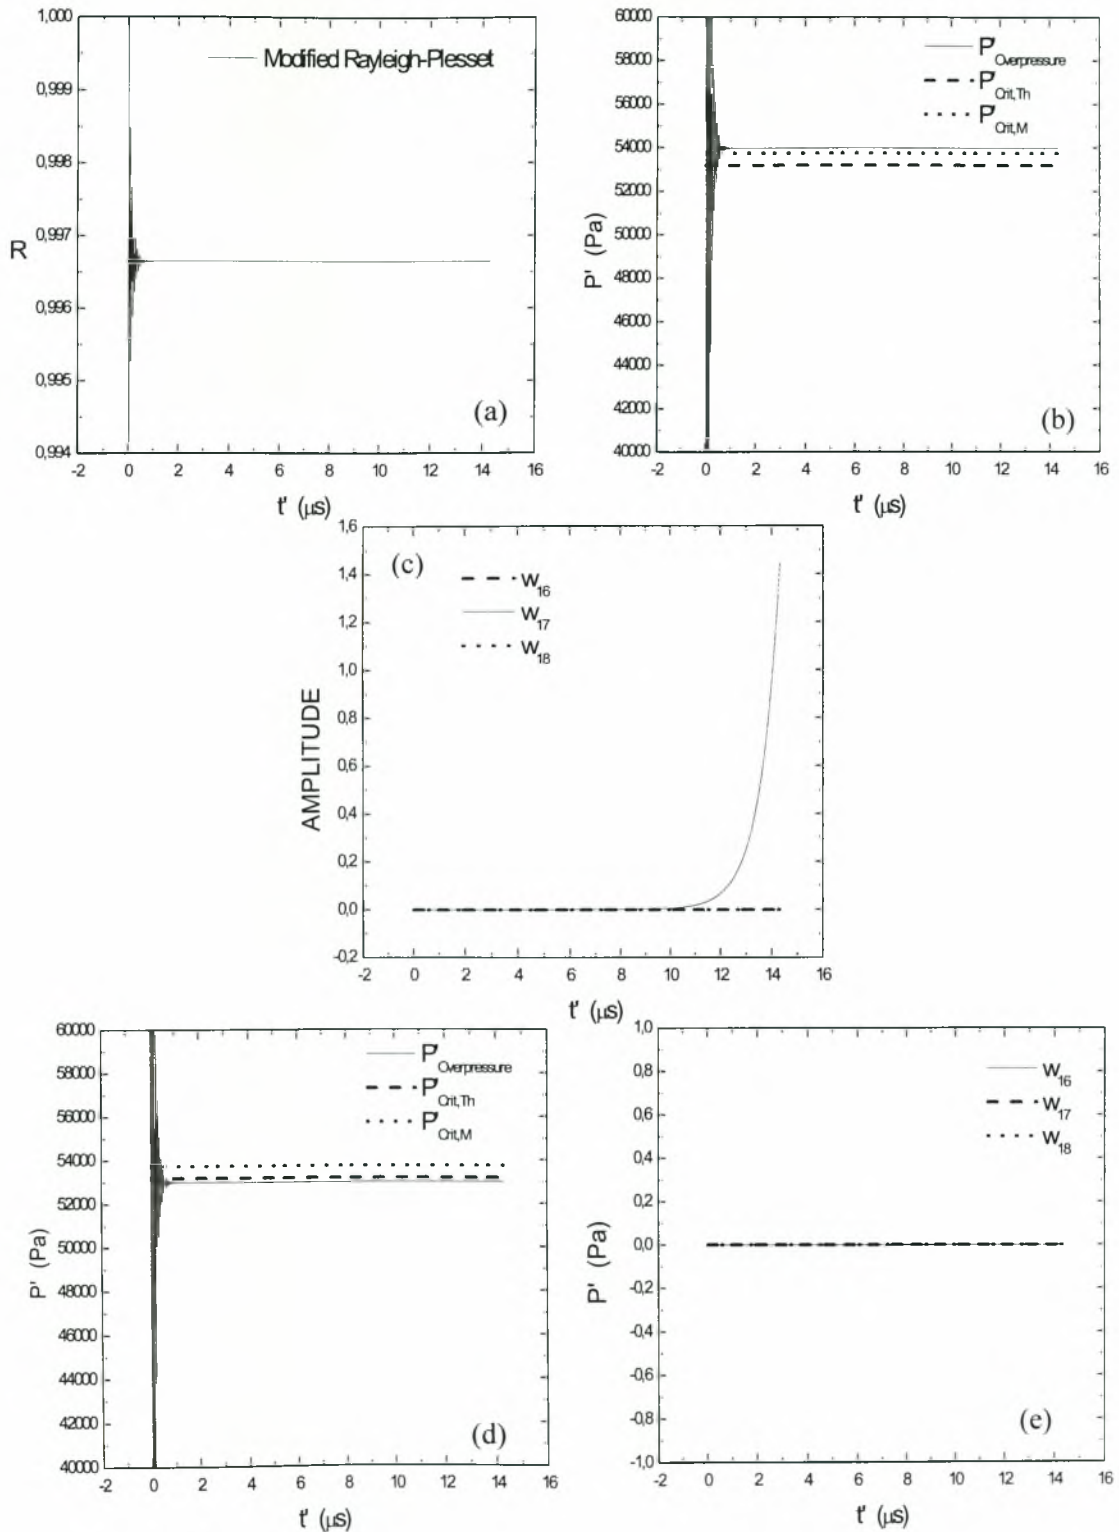 1,000
0,999
0,998
0,997
0,996
0,995
0,994
R
Modified Rayleigh-Plesset
(a)
-2 0 2 4 6 8 10 12 14 16
t' (μs)
60000
58000
56000
54000
52000
50000
48000
46000
44000
42000
40000
P' (Pa)
P'Overpressure
P'Crit,Th
P'Crit,M
(b)
-2 0 2 4 6 8 10 12 14 16
t' (μs)
1,6
1,4
1,2
1,0
0,8
0,6
0,4
0,2
0,0
-0,2
AMPLITUDE
(c)
w16
w17
w18
-2 0 2 4 6 8 10 12 14 16
t' (μs)
60000
58000
56000
54000
52000
50000
48000
46000
44000
42000
40000
P' (Pa)
P'Overpressure
P'Crit,Th
P'Crit,M
(d)
-2 0 2 4 6 8 10 12 14 16
t' (μs)
1,0
0,8
0,6
0,4
0,2
0,0
-0,2
-0,4
-0,6
-0,8
-1,0
P' (Pa)
w16
w17
w18
(e)
-2 0 2 4 6 8 10 12 14 16
t' (μs)